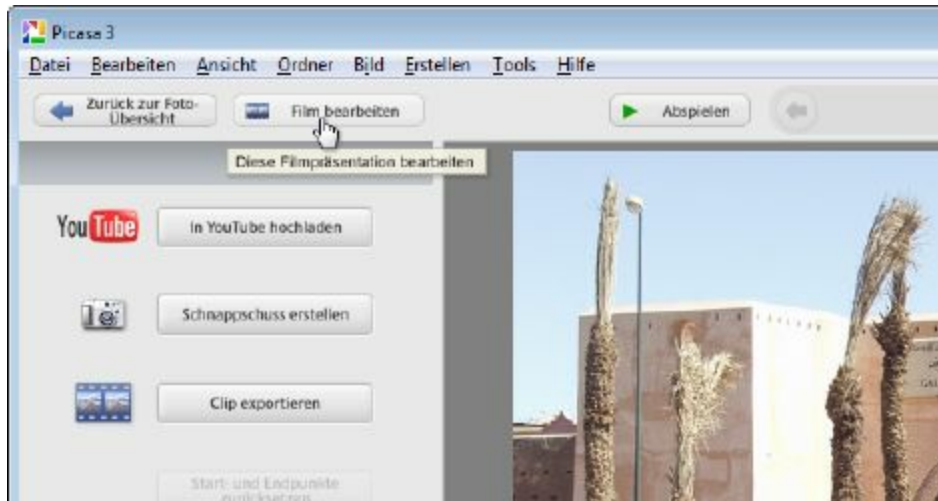 Picasa 3
Datei Bearbeiten Ansicht Ordner Bild Erstellen Tools Hilfe
Zurück zur Foto-
Übersicht
Film bearbeiten
Abspielen
Diese Filmpräsentation bearbeiten
YouTube
In YouTube hochladen
Schnappschuss erstellen
Clip exportieren
Start- und Endpunkte
zurücksetzen